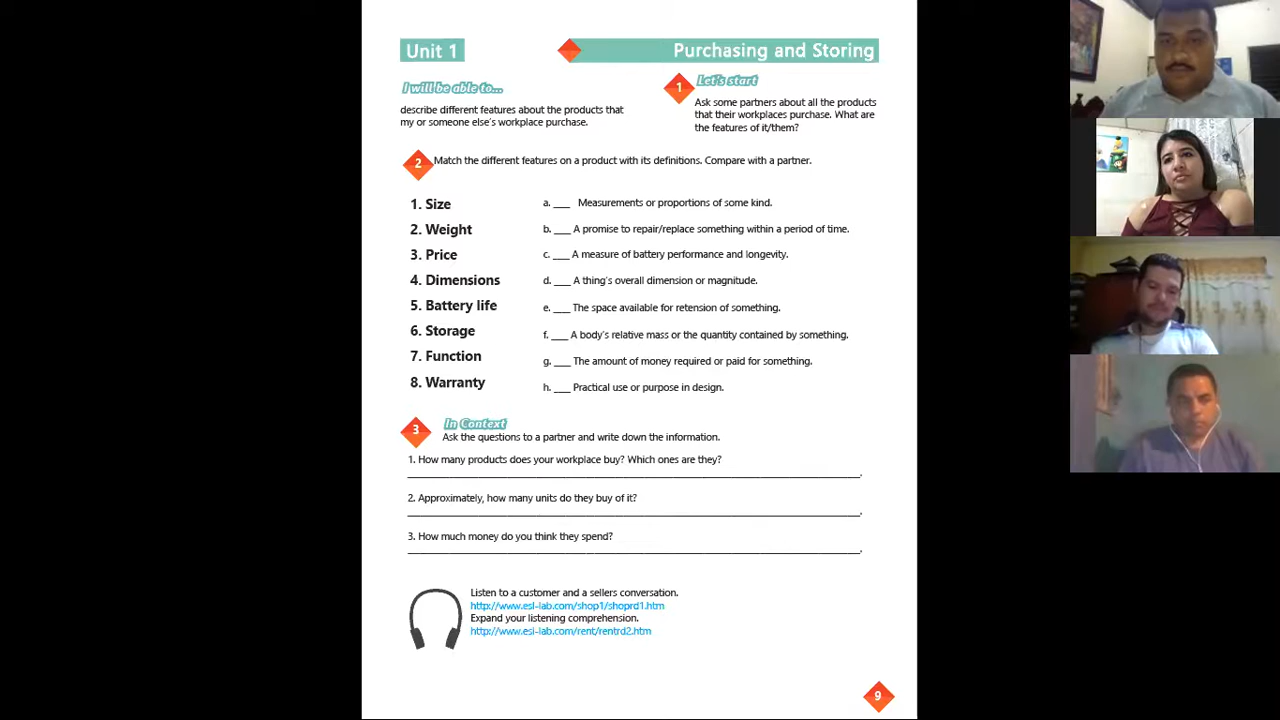 Unit 1
Purchasing and Storing
I will be able to...
describe different features about the products that
my or someone else's workplace purchase.
1
Let's start
Ask some partners about all the products
that their workplaces purchase. What are
the features of it/them?
2
Match the different features on a product with its definitions. Compare with a partner.
1. Size
2. Weight
3. Price
4. Dimensions
5. Battery life
6. Storage
7. Function
8. Warranty
a. ___ Measurements or proportions of some kind.
b. ___ A promise to repair/replace something within a period of time.
c. ___ A measure of battery performance and longevity.
d. ___ A thing's overall dimension or magnitude.
e. ___ The space available for retension of something.
f. ___ A body's relative mass or the quantity contained by something.
g. ___ The amount of money required or paid for something.
h. ___ Practical use or purpose in design.
3
In Context
Ask the questions to a partner and write down the information.
1. How many products does your workplace buy? Which ones are they?
2. Approximately, how many units do they buy of it?
3. How much money do you think they spend?
Listen to a customer and a sellers conversation.
http://www.esl-lab.com/shop1/shoprd1.htm
Expand your listening comprehension.
http://www.esl-lab.com/rent/rentrd2.htm
9